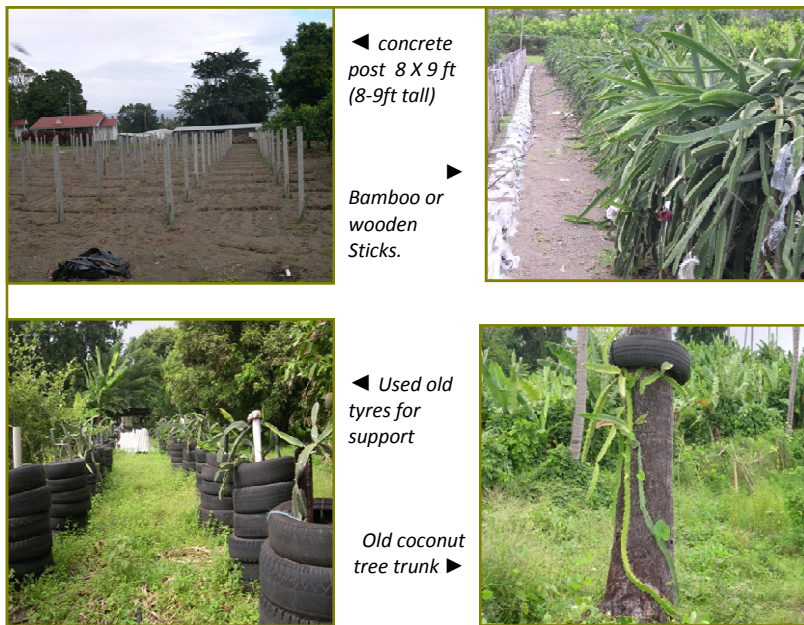 ◄ concrete
post 8 X 9 ft
(8-9ft tall)
►
Bamboo or
wooden
Sticks.
◄ Used old
tyres for
support
Old coconut
tree trunk ►